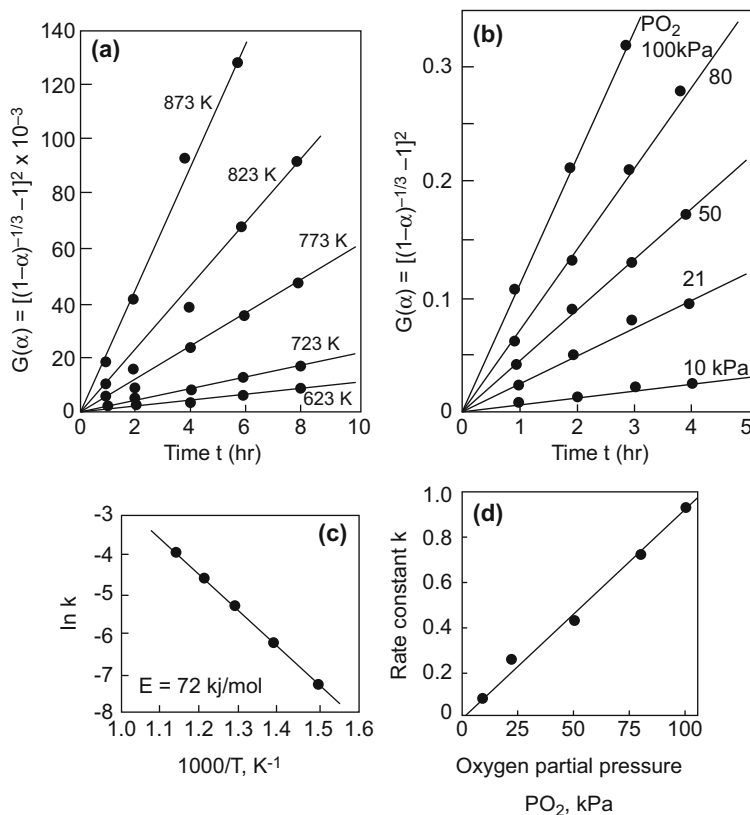 (a)
G(α) = [(1–α)–1/3 –1]2 x 10–3
140
120
100
80
60
40
20
0
873 K
823 K
773 K
723 K
623 K
0 2 4 6 8 10
Time t (hr)
(b)
G(α) = [(1–α)–1/3 –1]2
0.3
0.2
0.1
0
PO2
100kPa
80
50
21
10 kPa
0 1 2 3 4 5
Time t (hr)
(c)
ln k
-3
-4
-5
-6
-7
-8
E = 72 kj/mol
1.0 1.1 1.2 1.3 1.4 1.5 1.6
1000/T, K-1
(d)
Rate constant k
1.0
0.8
0.6
0.4
0.2
0
0 25 50 75 100
Oxygen partial pressure
PO2, kPa